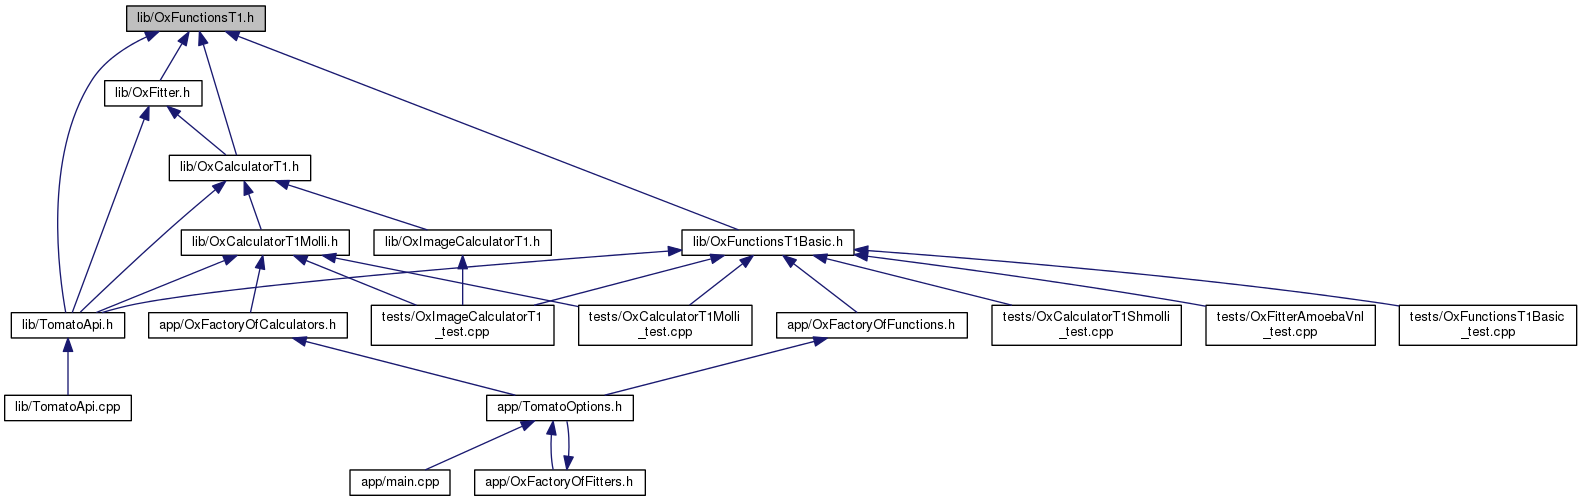 lib/OxFunctionsT1.h
lib/OxFitter.h
lib/OxCalculatorT1.h
lib/OxCalculatorT1Molli.h
lib/OxImageCalculatorT1.h
lib/OxFunctionsT1Basic.h
lib/TomatoApi.h
app/OxFactoryOfCalculators.h
tests/OxImageCalculatorT1
_test.cpp
tests/OxCalculatorT1Molli
_test.cpp
app/OxFactoryOfFunctions.h
tests/OxCalculatorT1Shmolli
_test.cpp
tests/OxFitterAmoebaVnl
_test.cpp
tests/OxFunctionsT1Basic
_test.cpp
lib/TomatoApi.cpp
app/TomatoOptions.h
app/main.cpp
app/OxFactoryOfFitters.h